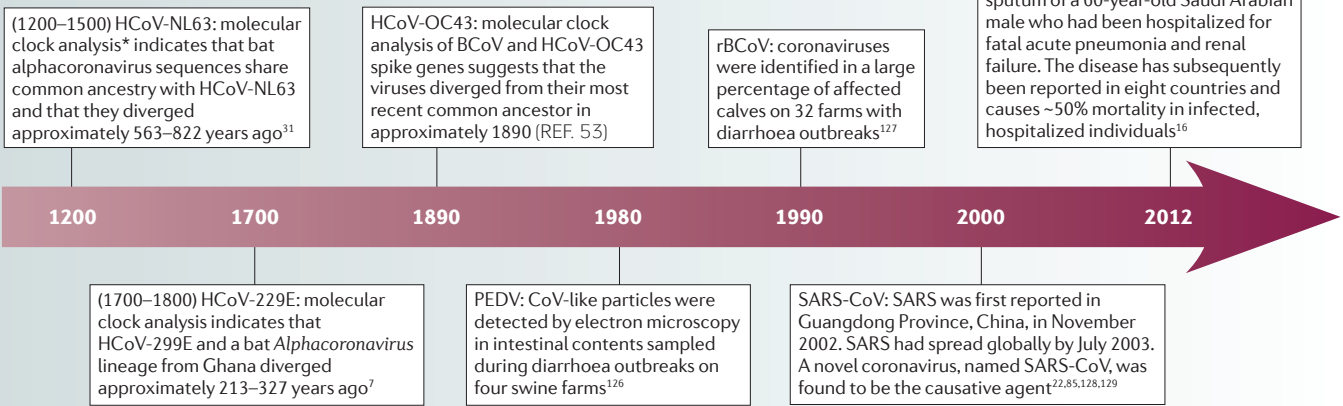 (1200–1500) HCoV-NL63: molecular
clock analysis* indicates that bat
alphacoronavirus sequences share
common ancestry with HCoV-NL63
and that they diverged
approximately 563–822 years ago³¹
HCoV-OC43: molecular clock
analysis of BCoV and HCoV-OC43
spike genes suggests that the
viruses diverged from their most
recent common ancestor in
approximately 1890 (REF. 53)
rBCoV: coronaviruses
were identified in a large
percentage of affected
calves on 32 farms with
diarrhoea outbreaks¹²⁷
sputum of a 60-year-old Saudi Arabian
male who had been hospitalized for
fatal acute pneumonia and renal
failure. The disease has subsequently
been reported in eight countries and
causes ~50% mortality in infected,
hospitalized individuals¹⁶
1200 1700 1890 1980 1990 2000 2012
(1700–1800) HCoV-229E: molecular
clock analysis indicates that
HCoV-299E and a bat Alphacoronavirus
lineage from Ghana diverged
approximately 213–327 years ago⁷
PEDV: CoV-like particles were
detected by electron microscopy
in intestinal contents sampled
during diarrhoea outbreaks on
four swine farms¹²⁶
SARS-CoV: SARS was first reported in
Guangdong Province, China, in November
2002. SARS had spread globally by July 2003.
A novel coronavirus, named SARS-CoV, was
found to be the causative agent²²,⁸⁵,¹²⁸,¹²⁹